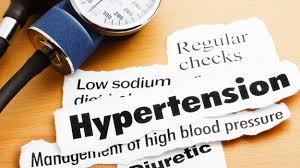 Regular
checks
Low sodium
Hypertension
Management of high blood pressure
Diuretic